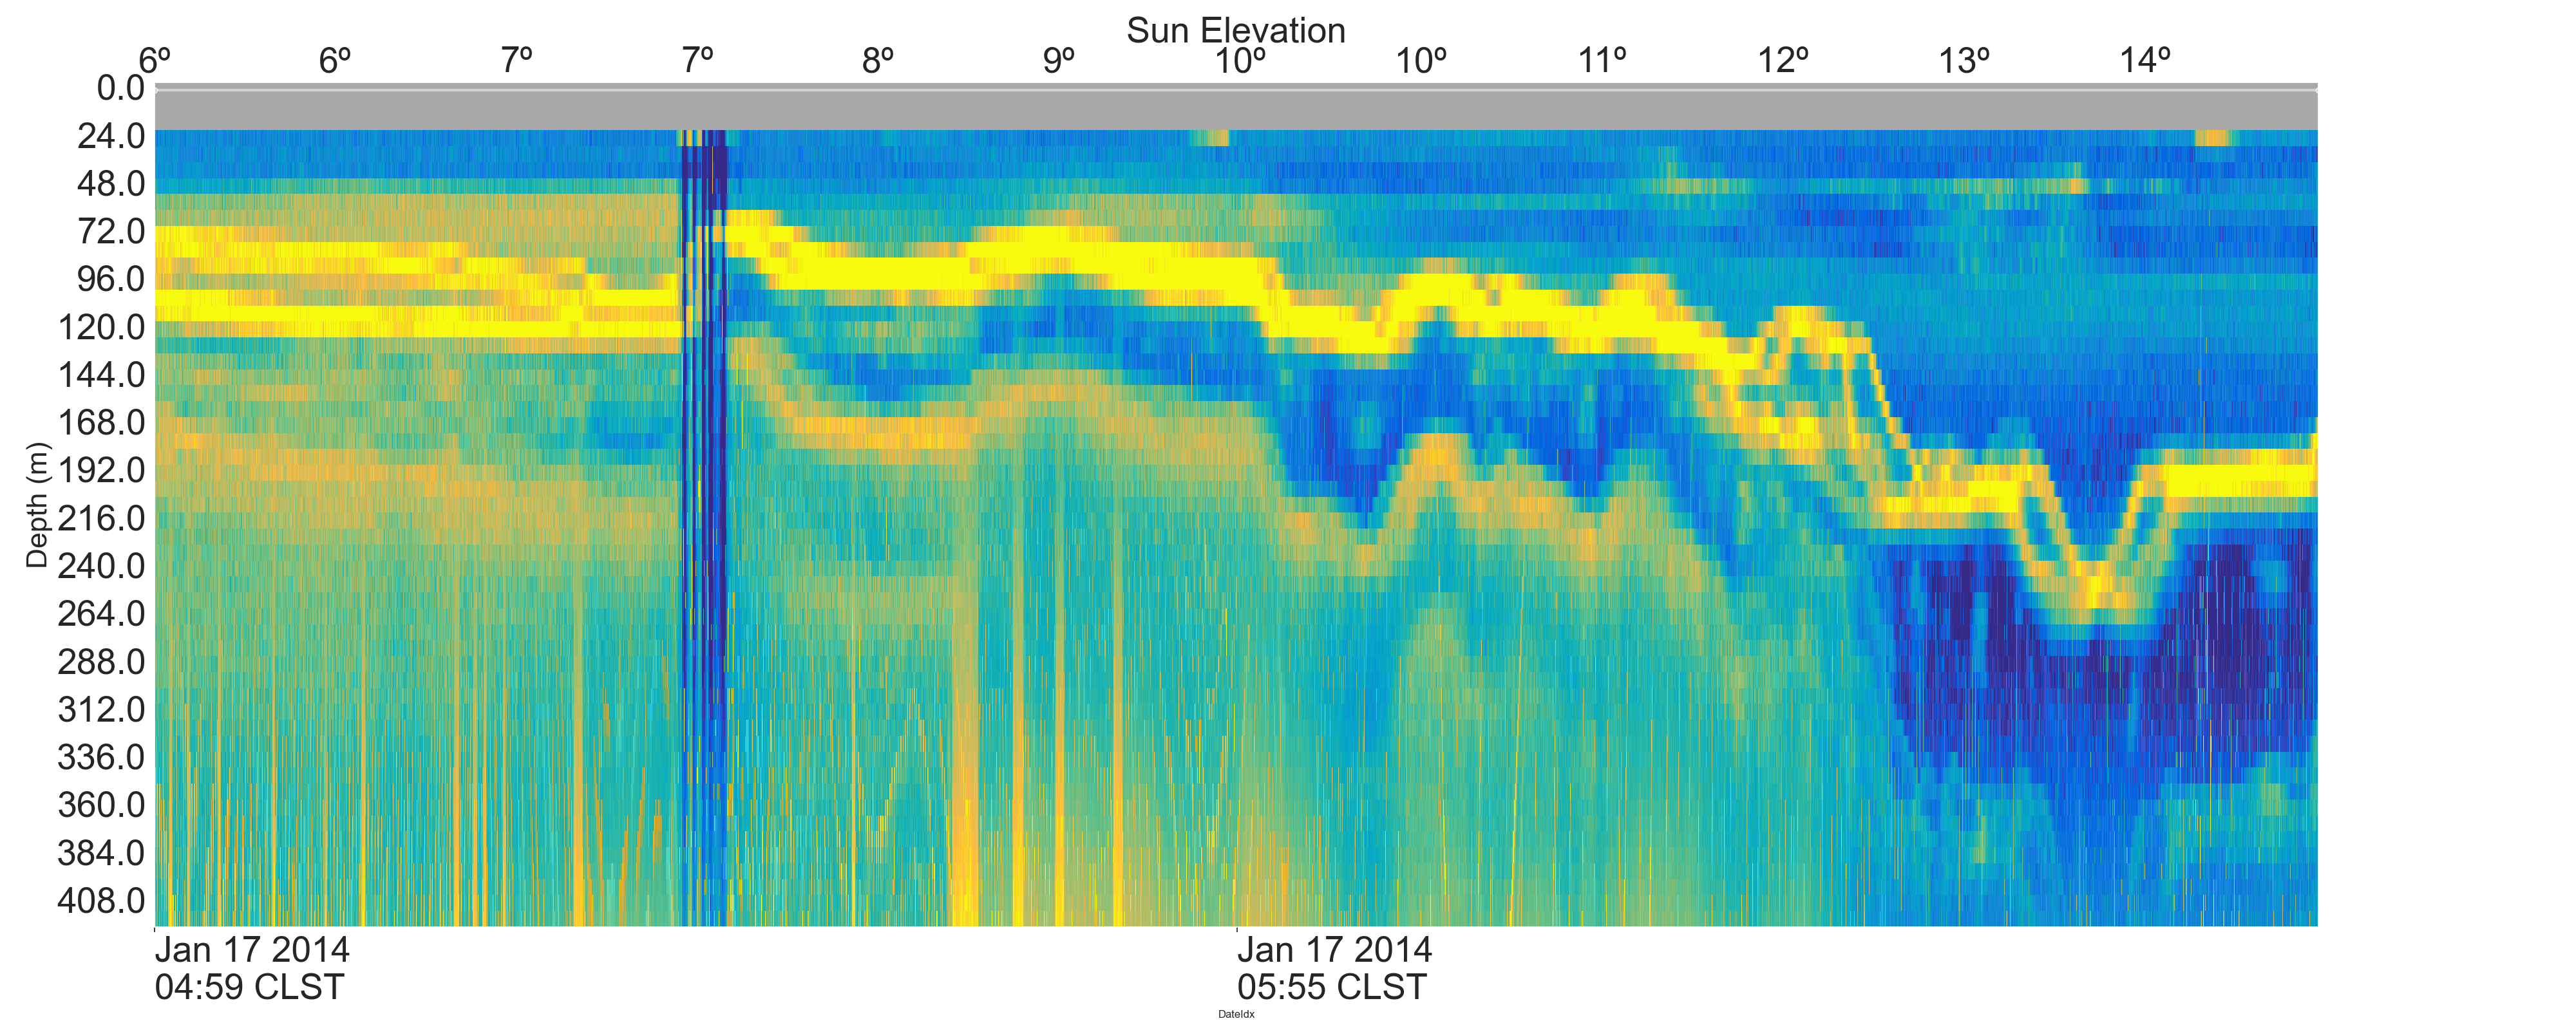 Sun Elevation
6º 6º 7º 7º 8º 9º 10º 10º 11º 12º 13º 14º
0.0
24.0
48.0
72.0
96.0
120.0
144.0
168.0
192.0
216.0
240.0
264.0
288.0
312.0
336.0
360.0
384.0
408.0
Depth (m)
Jan 17 2014
04:59 CLST
Jan 17 2014
05:55 CLST
DateIdx